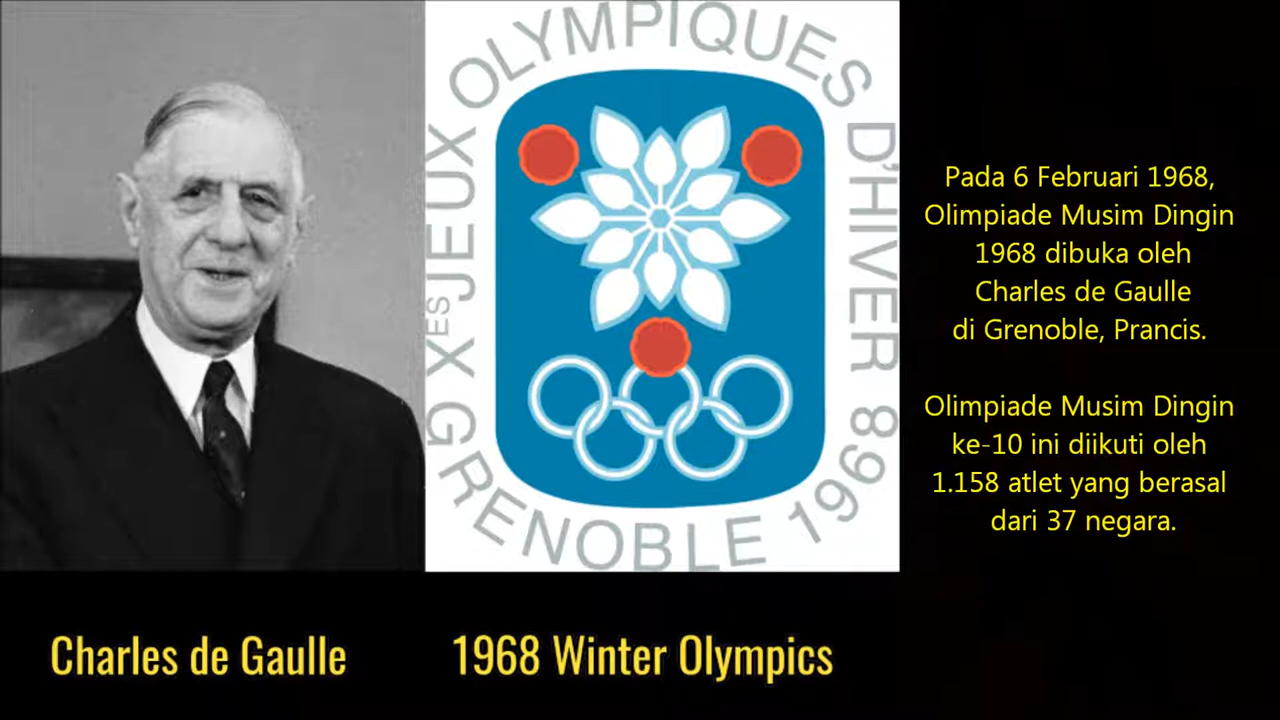 XES JEUX OLYMPIQUES D'HIVER
GRENOBLE 1968
Pada 6 Februari 1968,
Olimpiade Musim Dingin
1968 dibuka oleh
Charles de Gaulle
di Grenoble, Prancis.
Olimpiade Musim Dingin
ke-10 ini diikuti oleh
1.158 atlet yang berasal
dari 37 negara.
Charles de Gaulle
1968 Winter Olympics